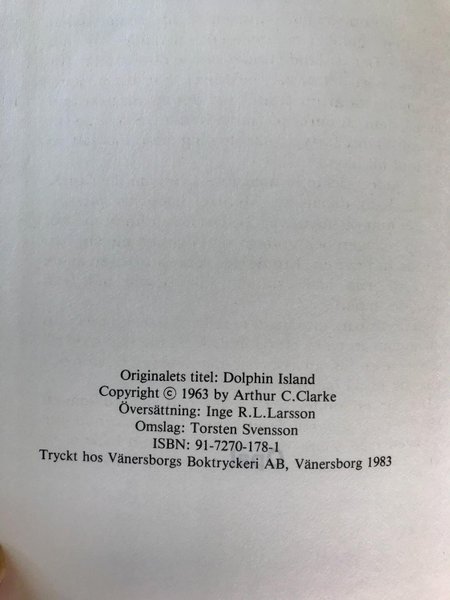 Originalets titel: Dolphin Island
Copyright © 1963 by Arthur C.Clarke
Översättning: Inge R.L.Larsson
Omslag: Torsten Svensson
ISBN: 91-7270-178-1
Tryckt hos Vänersborgs Boktryckeri AB, Vänersborg 1983